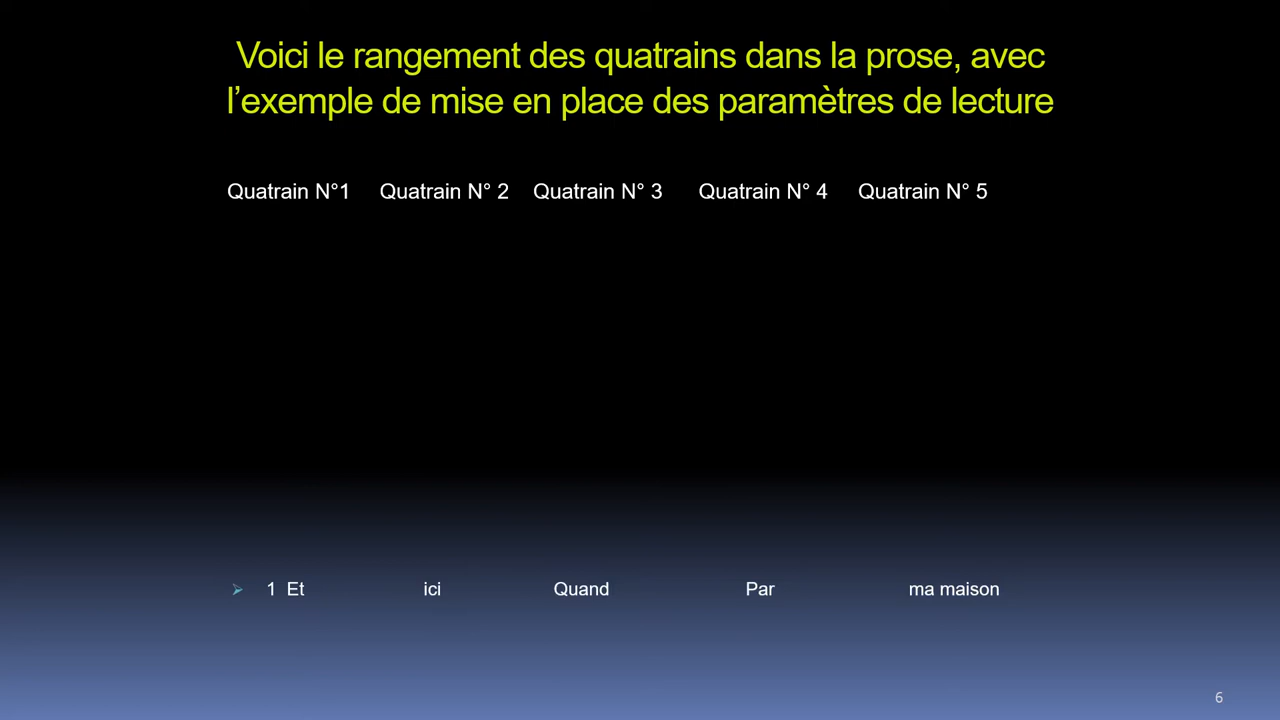 Voici le rangement des quatrains dans la prose, avec
l’exemple de mise en place des paramètres de lecture
Quatrain N°1 Quatrain N° 2 Quatrain N° 3 Quatrain N° 4 Quatrain N° 5
1 Et ici Quand Par ma maison
6